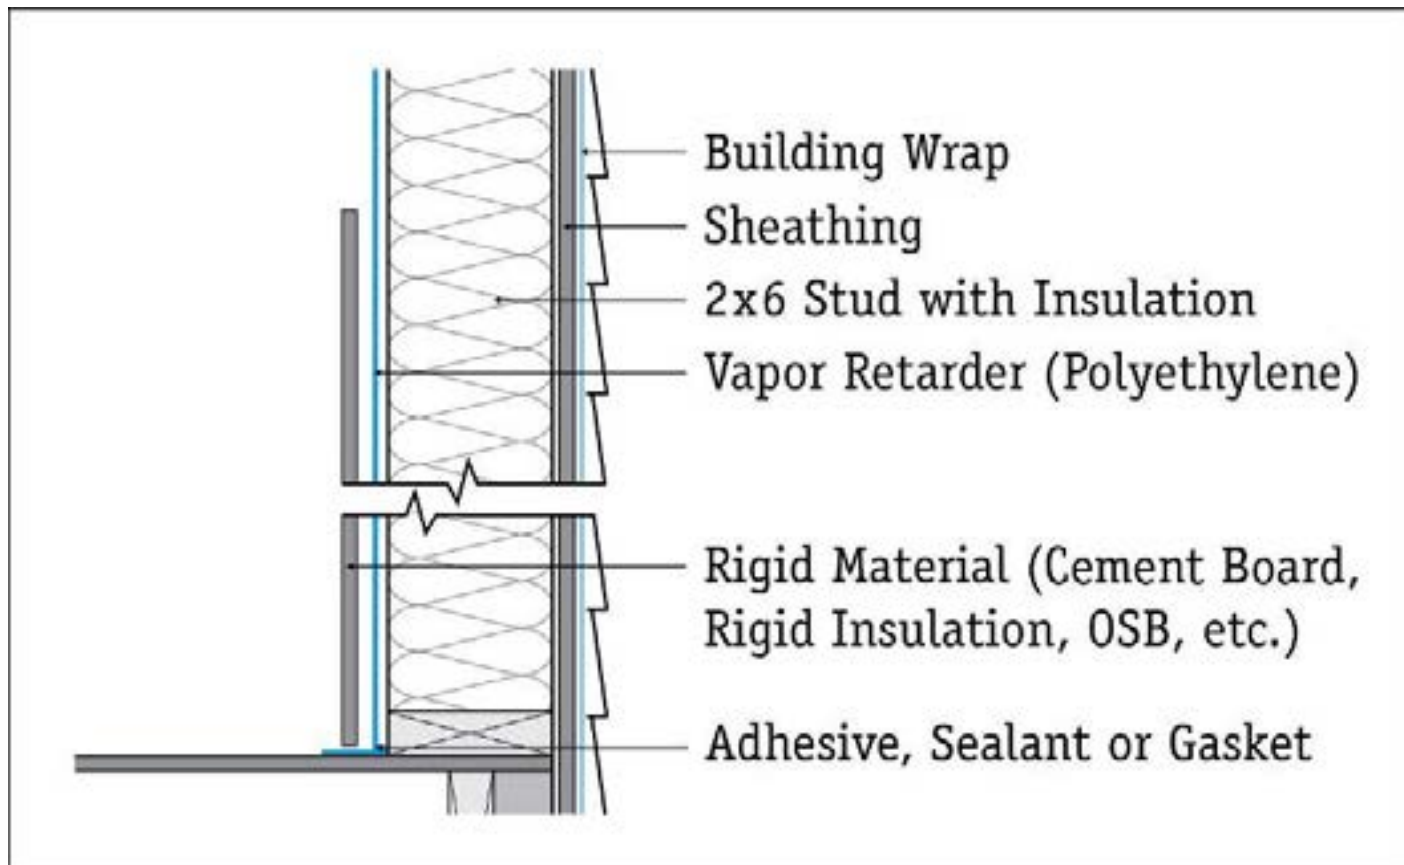 Building Wrap
Sheathing
2x6 Stud with Insulation
Vapor Retarder (Polyethylene)
Rigid Material (Cement Board,
Rigid Insulation, OSB, etc.)
Adhesive, Sealant or Gasket